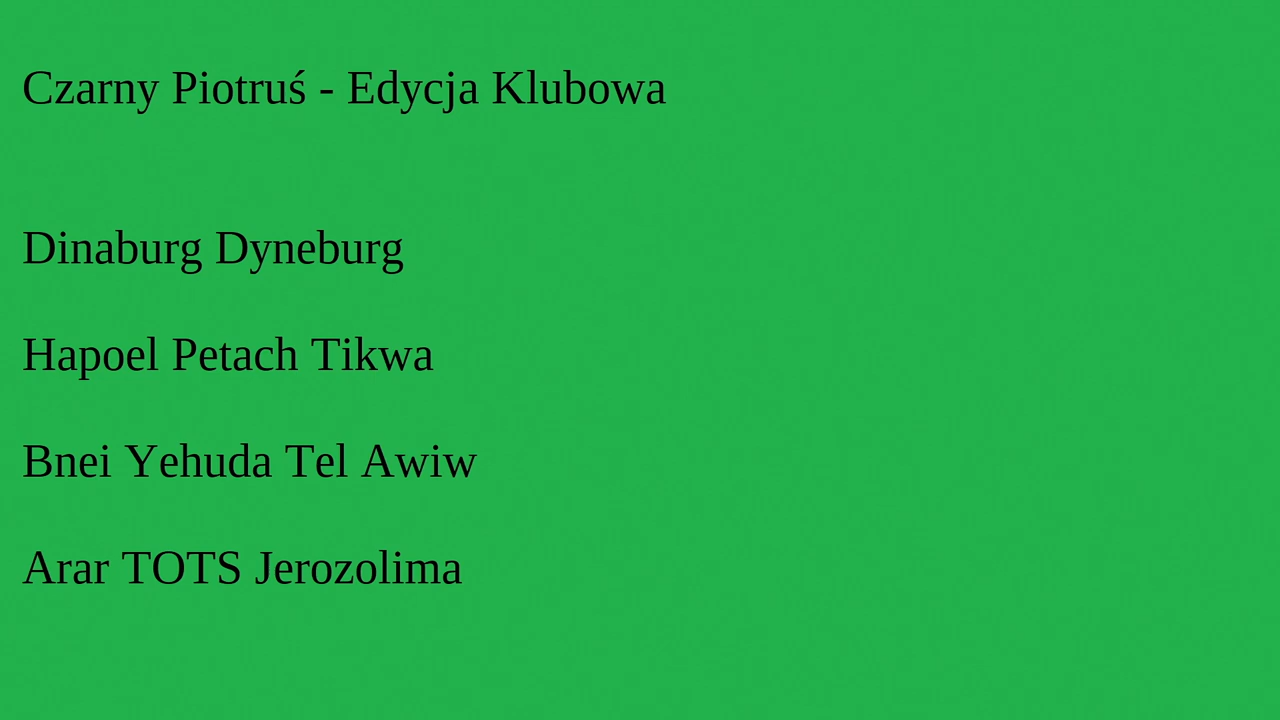 Czarny Piotruś - Edycja Klubowa
Dinaburg Dyneburg
Hapoel Petach Tikwa
Bnei Yehuda Tel Awiw
Arar TOTS Jerozolima